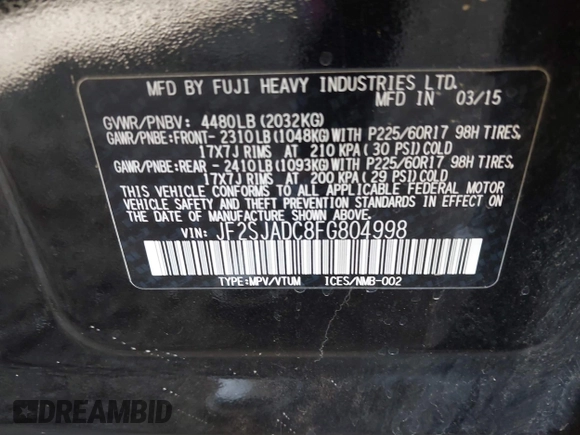 MFD BY FUJI HEAVY INDUSTRIES LTD.
MFD IN 03/15
GVWR/PNBV: 4480LB(2032KG)
GAWR/PNBE:FRONT-2310LB(1048KG)WITH P225/60R17 98H TIRES,
17X7J RIMS AT 210 KPA(30 PSI)COLD
GAWR/PNBE:REAR -2410LB(1093KG)WITH P225/60R17 98H TIRES,
17X7J RIMS AT 200 KPA(29 PSI)COLD
THIS VEHICLE CONFORMS TO ALL APPLICABLE FEDERAL MOTOR
VEHICLE SAFETY AND THEFT PREVENTION STANDARDS IN EFFECT
ON THE DATE OF MANUFACTURE SHOWN ABOVE.
VIN: JF2SJADC8FG804998
TYPE:MPV/VTUM ICES/NMB-002
DREAMBID